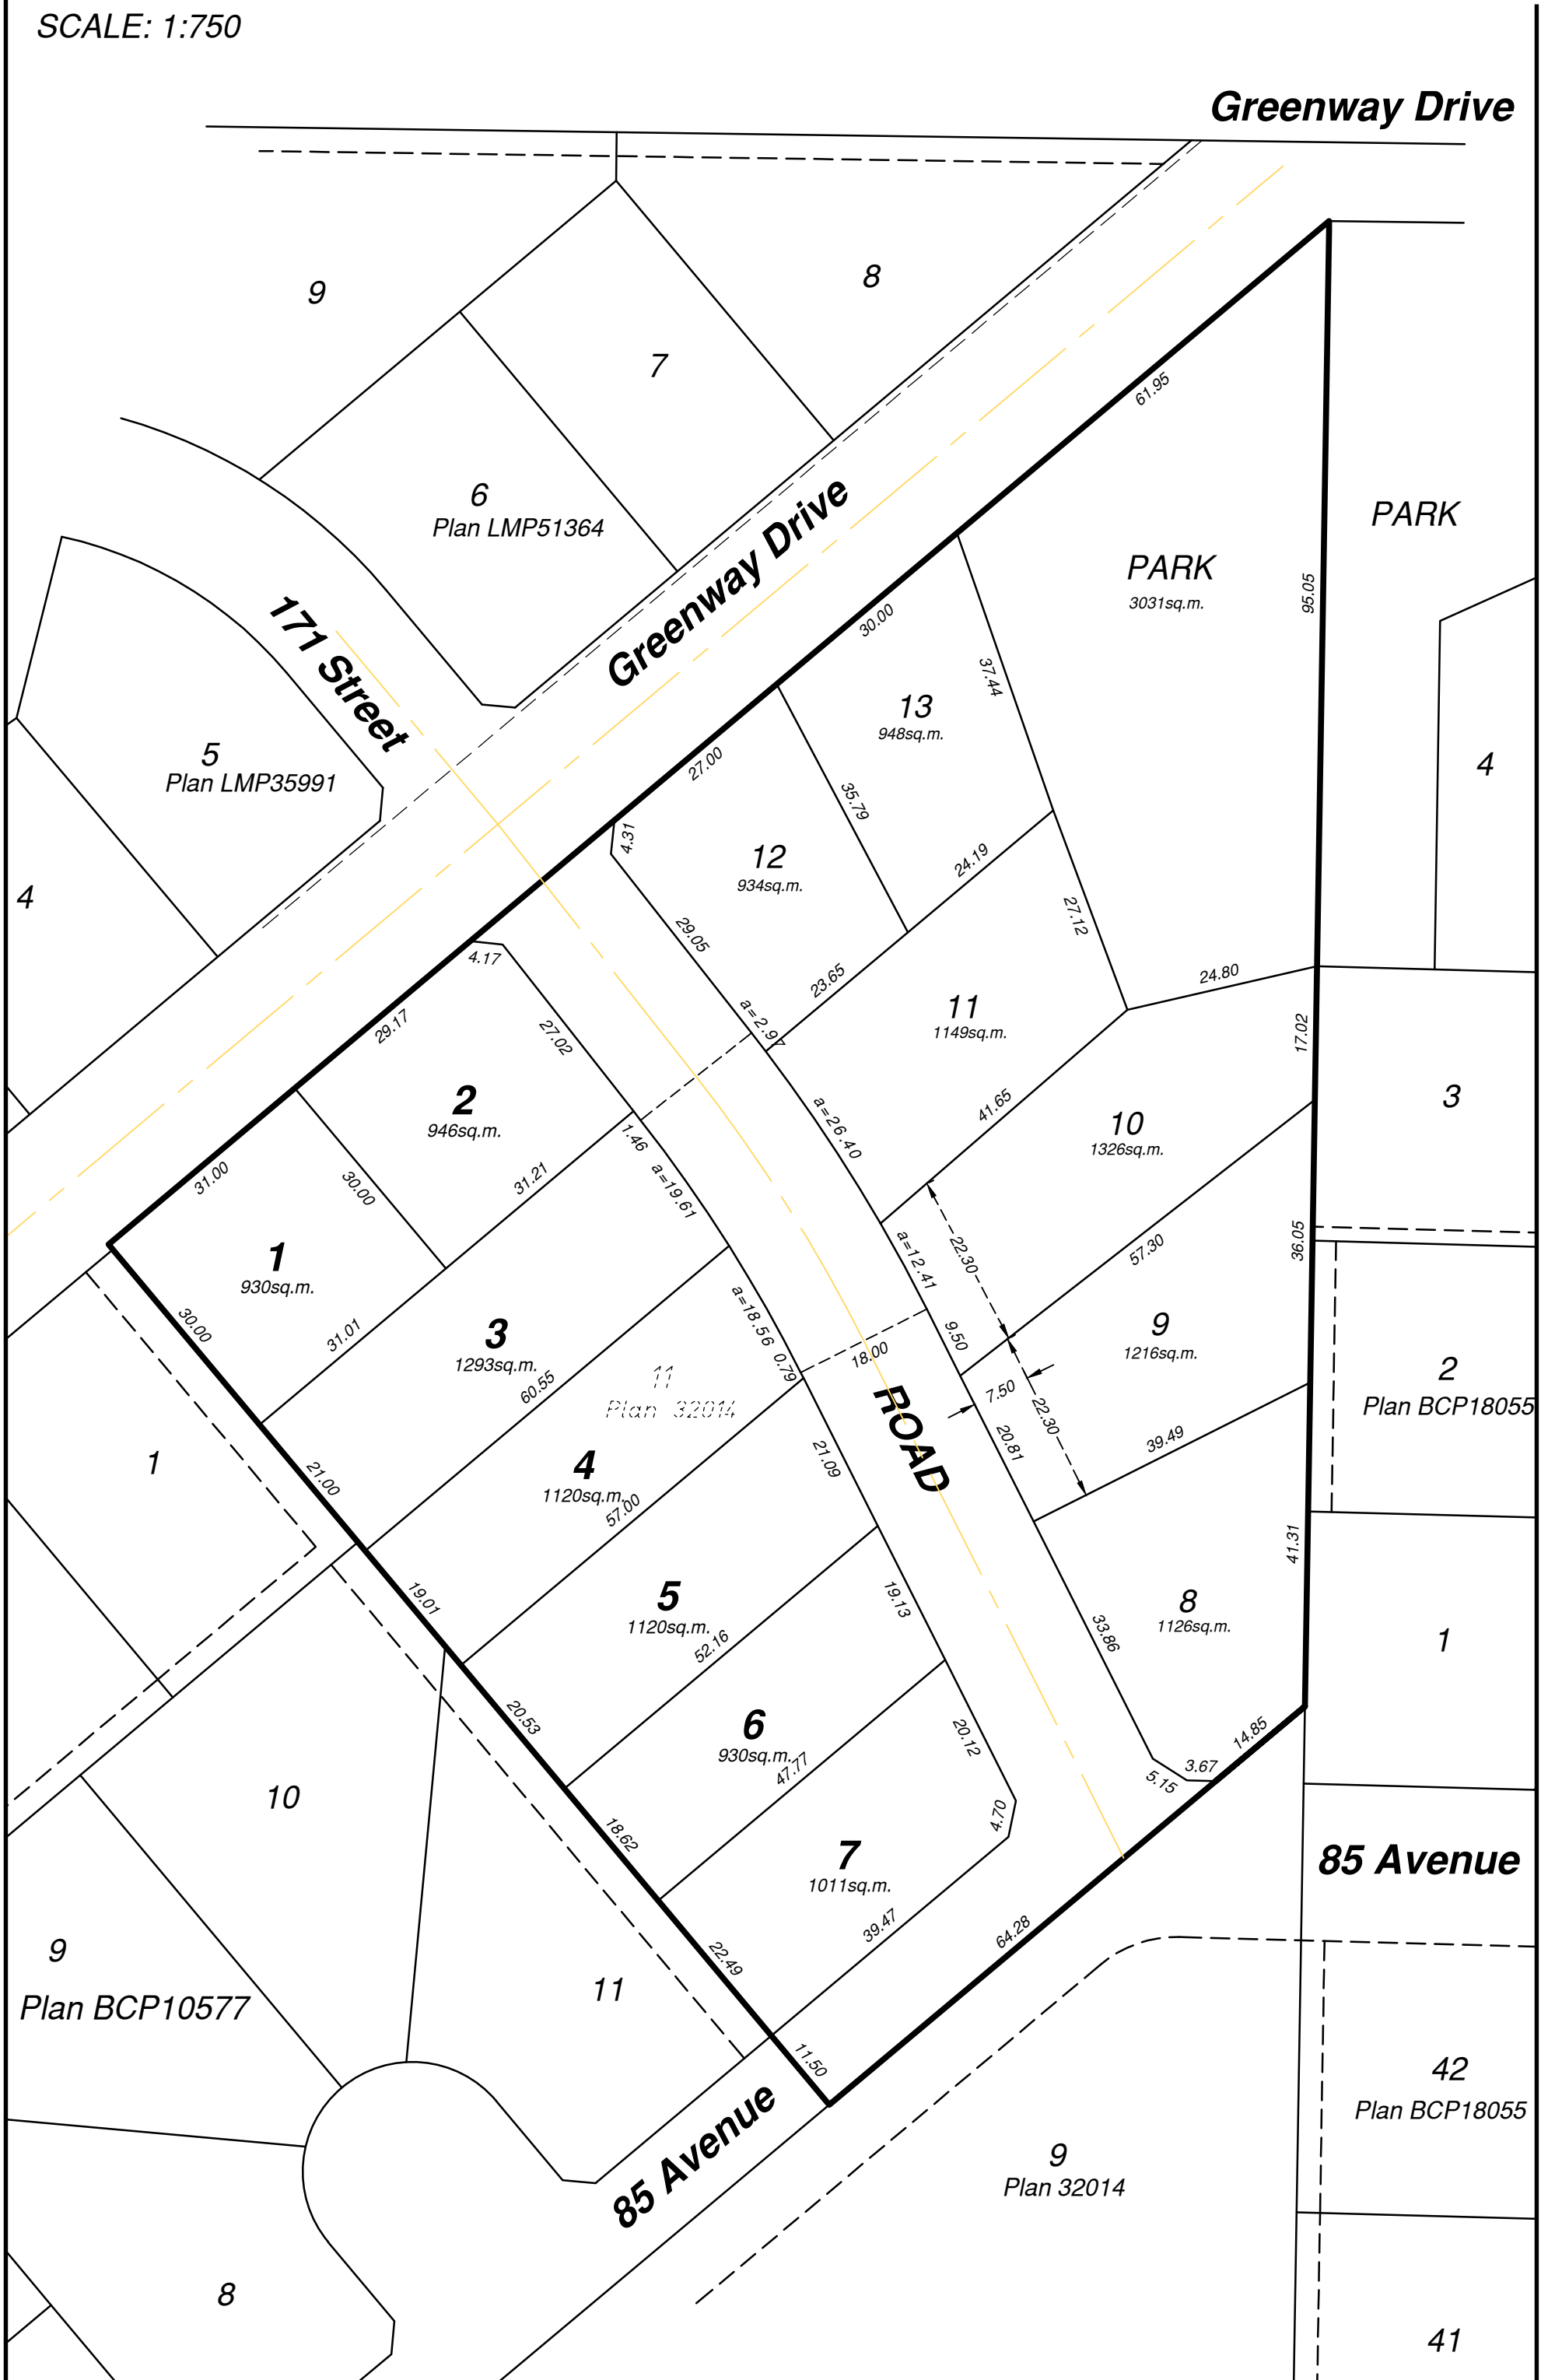 SCALE: 1:750
Greenway Drive
9
8
7
61.95
6
Plan LMP51364
Greenway Drive
PARK
PARK
3031sq.m.
95.05
171 Street
30.00
37.44
13
948sq.m.
5
Plan LMP35991
27.00
35.79
4
4.31
12
934sq.m.
24.19
4
29.05
27.12
4.17
23.65
24.80
a=2.97
11
1149sq.m.
17.02
29.17
27.02
2
946sq.m.
a=26.40
41.65
10
1326sq.m.
3
1.46
31.00
30.00
31.21
a=19.61
1
930sq.m.
22.30
57.30
36.05
a=12.41
30.00
31.01
3
1293sq.m.
a=18.56
0.79
18.00
9.50
9
1216sq.m.
60.55
11
Plan 32014
7.50
22.30
2
Plan BCP18055
ROAD
20.81
39.49
1
21.00
4
1120sq.m.
57.00
21.09
41.31
19.01
5
1120sq.m.
52.16
19.13
33.86
8
1126sq.m.
1
20.53
6
930sq.m.
47.77
20.12
14.85
3.67
5.15
10
18.62
4.70
7
1011sq.m.
85 Avenue
39.47
64.28
9
Plan BCP10577
22.49
11
11.50
42
Plan BCP18055
85 Avenue
9
Plan 32014
8
41